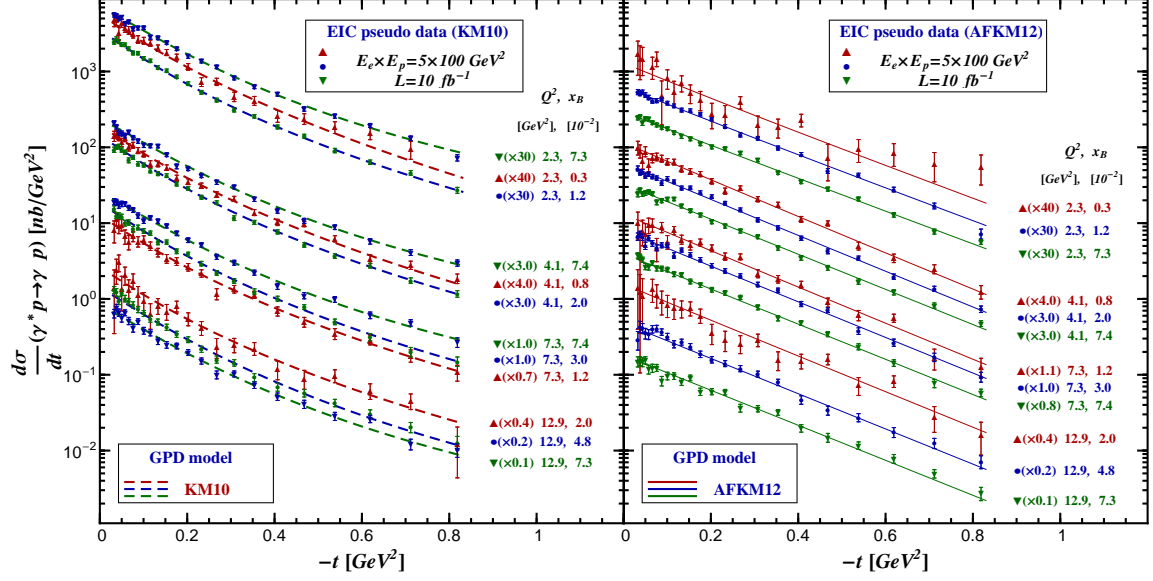 EIC pseudo data (KM10)
E_e×E_p=5×100 GeV²
L=10 fb⁻¹
Q², x_B
[GeV²], [10⁻²]
▼(×30) 2.3, 7.3
▲(×40) 2.3, 0.3
●(×30) 2.3, 1.2
▼(×3.0) 4.1, 7.4
▲(×4.0) 4.1, 0.8
●(×3.0) 4.1, 2.0
▼(×1.0) 7.3, 7.4
●(×1.0) 7.3, 3.0
▲(×0.7) 7.3, 1.2
▲(×0.4) 12.9, 2.0
●(×0.2) 12.9, 4.8
▼(×0.1) 12.9, 7.3
GPD model
KM10
10³
10²
10
1
10⁻¹
10⁻²
dσ/dt (γ* p→γ p) [nb/GeV²]
0 0.2 0.4 0.6 0.8 1
−t [GeV²]
EIC pseudo data (AFKM12)
E_e×E_p=5×100 GeV²
L=10 fb⁻¹
Q², x_B
[GeV²], [10⁻²]
▲(×40) 2.3, 0.3
●(×30) 2.3, 1.2
▼(×30) 2.3, 7.3
▲(×4.0) 4.1, 0.8
●(×3.0) 4.1, 2.0
▼(×3.0) 4.1, 7.4
▲(×1.1) 7.3, 1.2
●(×1.0) 7.3, 3.0
▼(×0.8) 7.3, 7.4
▲(×0.4) 12.9, 2.0
●(×0.2) 12.9, 4.8
▼(×0.1) 12.9, 7.3
GPD model
AFKM12
0 0.2 0.4 0.6 0.8 1
−t [GeV²]